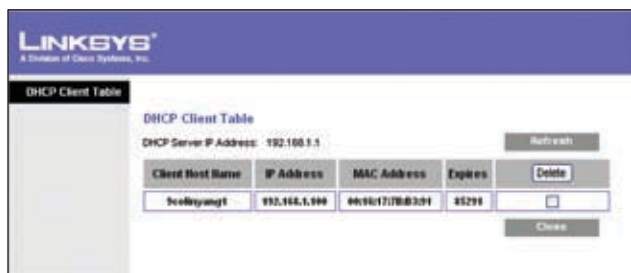 LINKSYS®
A Division of Cisco Systems, Inc.
DHCP Client Table
DHCP Client Table
DHCP Server IP Address: 192.168.1.1
Refresh
Client Host Name IP Address MAC Address Expires Delete
192.168.1.100
Close